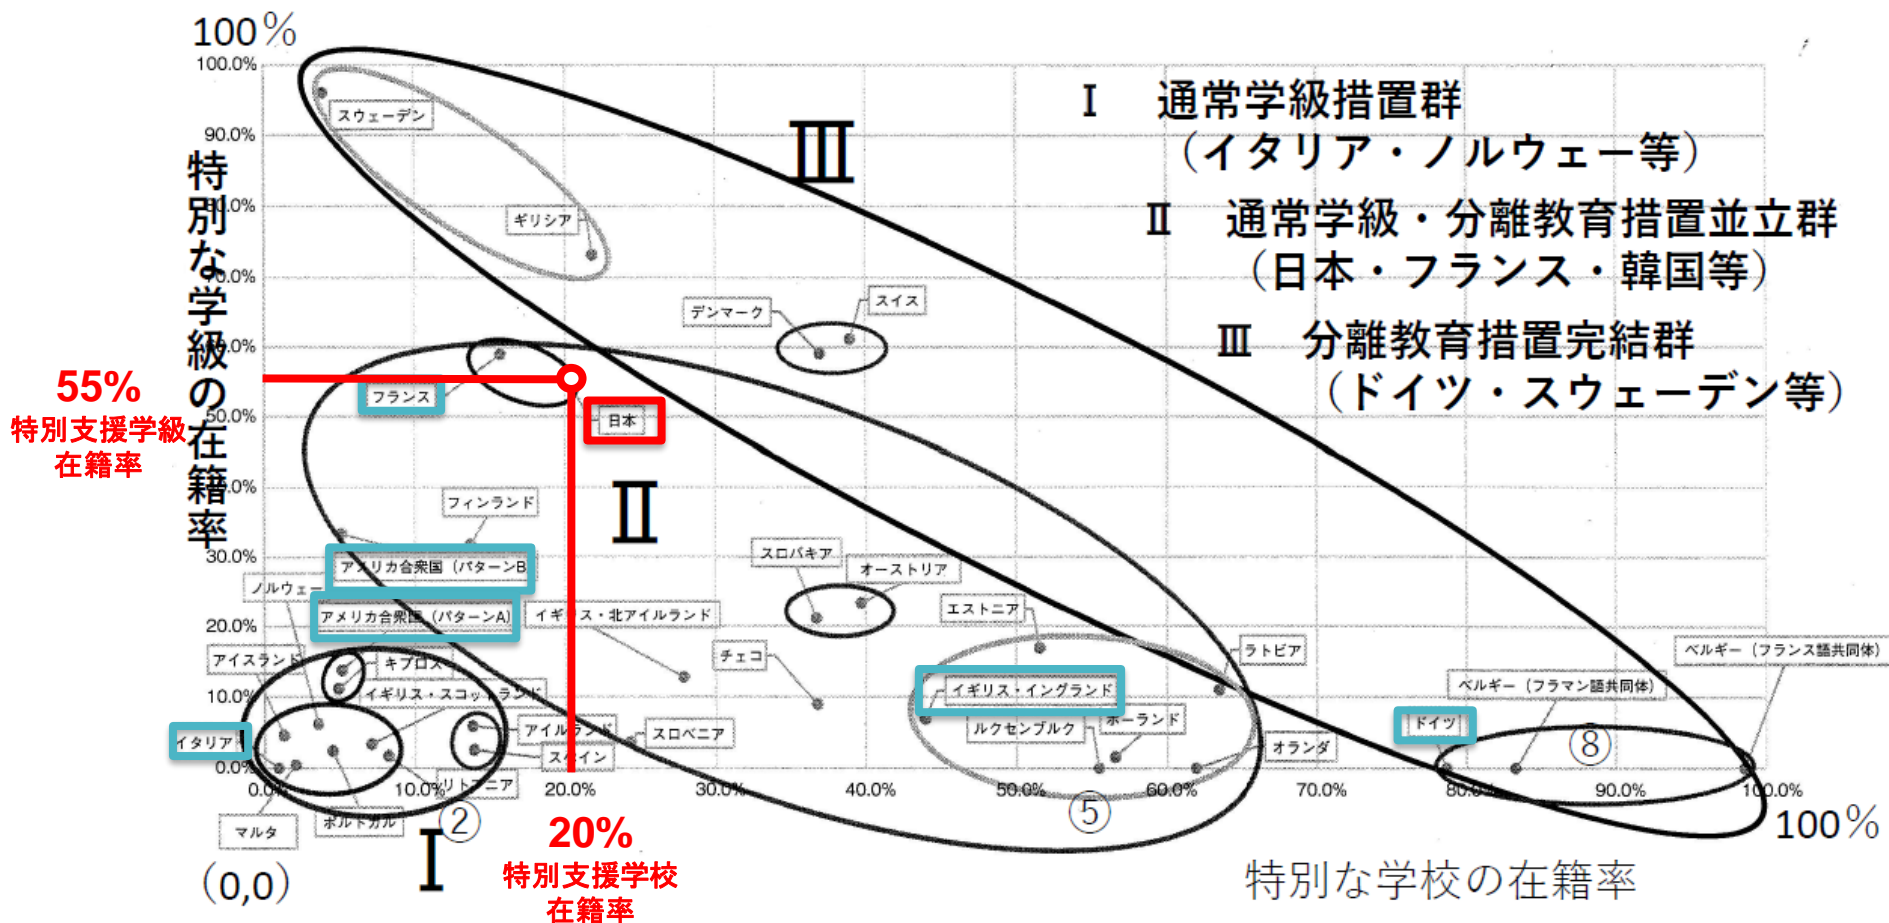 100%
100.0%
90.0%
80.0%
70.0%
60.0%
50.0%
40.0%
30.0%
20.0%
10.0%
0.0%
特別な学級の在籍率
55%
特別支援学級
在籍率
Ⅰ 通常学級措置群
（イタリア・ノルウェー等）
Ⅱ 通常学級・分離教育措置並立群
（日本・フランス・韓国等）
Ⅲ 分離教育措置完結群
（ドイツ・スウェーデン等）
Ⅲ
スウェーデン
ギリシア
デンマーク
スイス
フランス
日本
Ⅱ
フィンランド
アメリカ合衆国（パターンB
ノルウェー
アメリカ合衆国（パターンA）
イギリス・北アイルランド
スロバキア
オーストリア
エストニア
アイスランド
キプロス
チェコ
ラトビア
ベルギー（フランス語共同体）
イギリス・スコットランド
イギリス・イングランド
ベルギー（フラマン語共同体）
イタリア
アイルランド
スペイン
スロベニア
ルクセンブルク
ポーランド
オランダ
ドイツ
⑧
リトアニア
マルタ
ポルトガル
②
⑤
0.0%
10.0%
20.0%
30.0%
40.0%
50.0%
60.0%
70.0%
80.0%
90.0%
100.0%
100%
Ⅰ
(0,0)
20%
特別支援学校
在籍率
特別な学校の在籍率